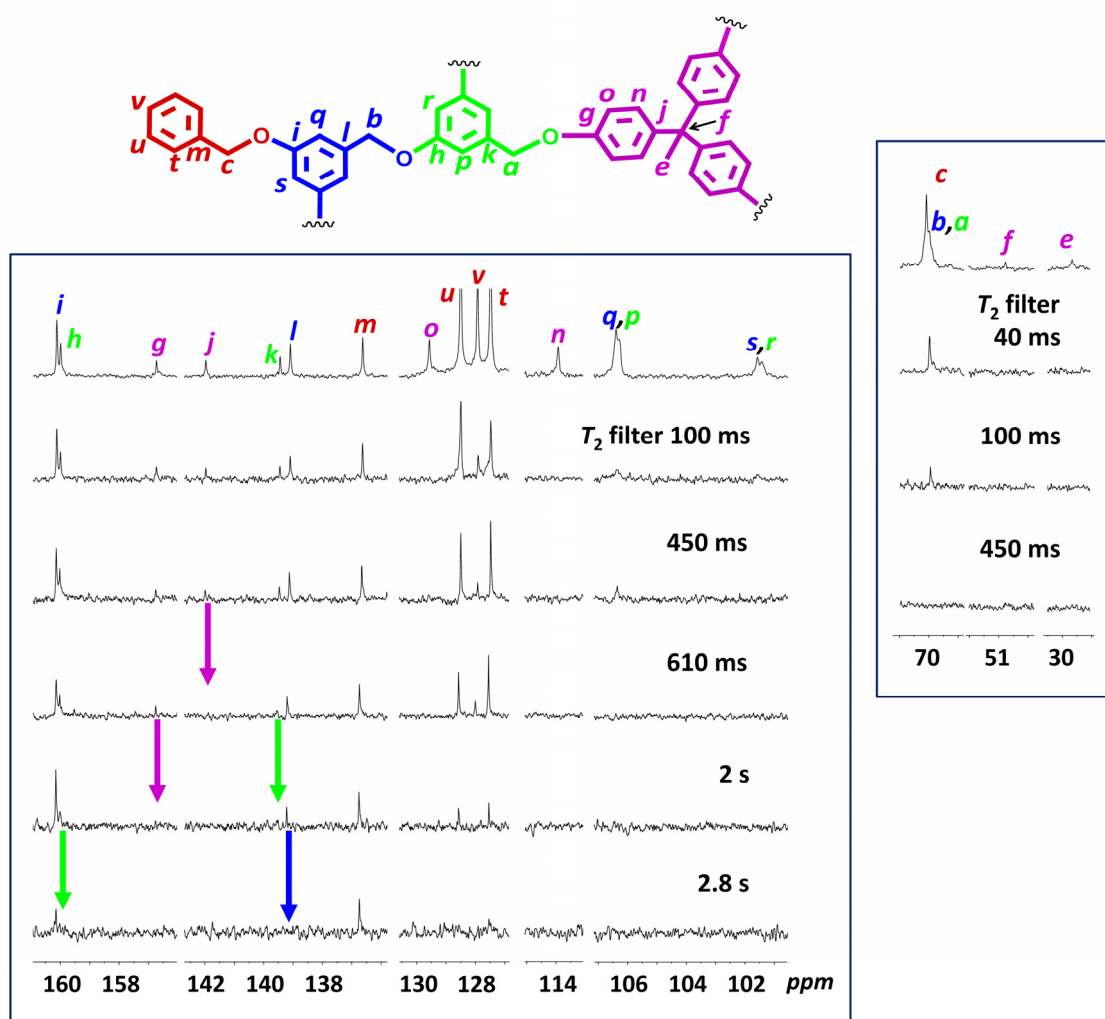 r o n
v q b g j
O i l O f
u h k
t m c s p a e
O
c
b,a
f e
T2 filter
40 ms
100 ms
450 ms
70 51 30
i h g j k l m o u v t n q,p s,r
T2 filter 100 ms
450 ms
610 ms
2 s
2.8 s
160 158 142 140 138 130 128 114 106 104 102 ppm